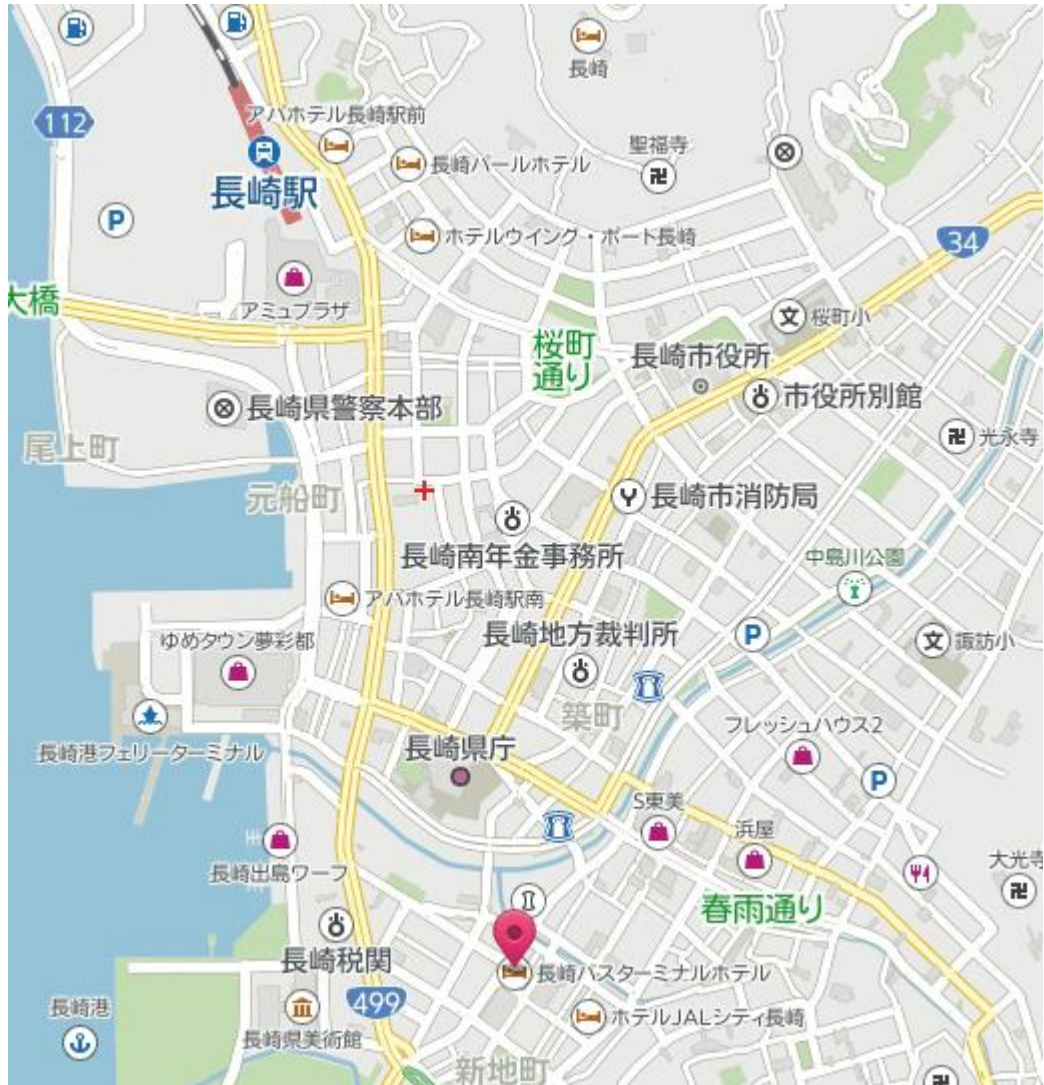 長崎
112
アパホテル長崎駅前
長崎パールホテル
聖福寺
長崎駅
P
ホテルウイング・ポート長崎
34
アミュプラザ
大橋
文
桜町小
桜町
通り
長崎市役所
市役所別館
長崎県警察本部
光永寺
尾上町
元船町
長崎市消防局
長崎南年金事務所
中島川公園
アパホテル長崎駅南
長崎地方裁判所
P
文
諏訪小
ゆめタウン夢彩都
築町
フレッシュハウス2
長崎港フェリーターミナル
長崎県庁
P
S東美
浜屋
長崎出島ワーフ
大光寺
春雨通り
長崎税関
長崎バスターミナルホテル
499
長崎港
長崎県美術館
ホテルJALシティ長崎
新地町